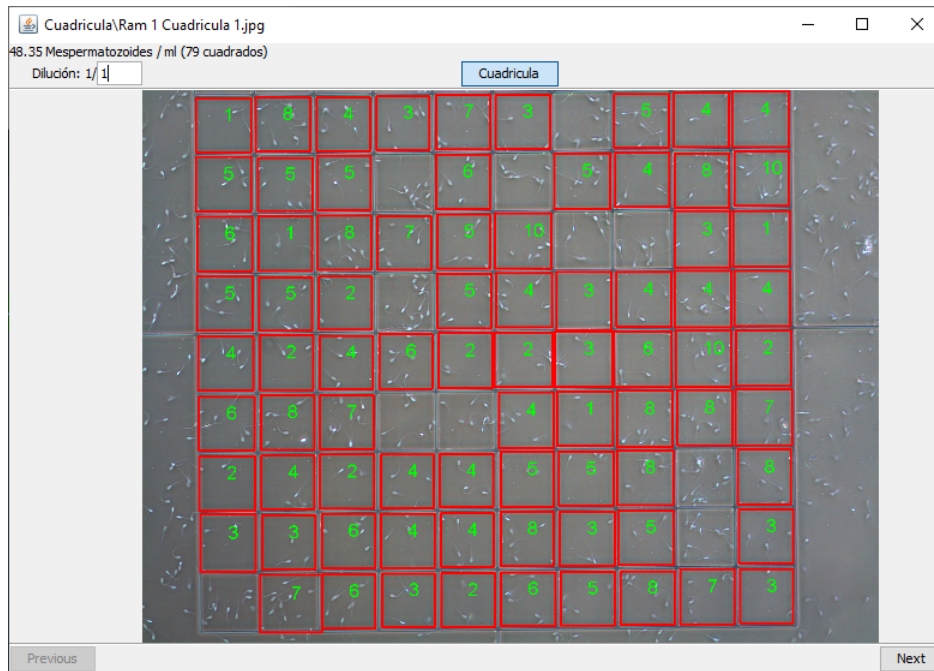 Cuadricula\Ram 1 Cuadricula 1.jpg
48.35 Mespermatozoides / ml (79 cuadrados)
Dilución: 1/ 1
Cuadricula
1 8 4 3 7 3 5 4 4
5 5 5 6 5 4 8 10
6 1 8 7 8 10 3 1
5 5 2 5 4 3 4 4 4
4 2 4 6 2 2 3 5 10 2
6 8 7 4 1 8 8 7
2 4 2 4 4 5 5 8 8
3 3 6 4 4 8 3 5 3
7 6 3 2 6 5 8 7 3
Previous
Next